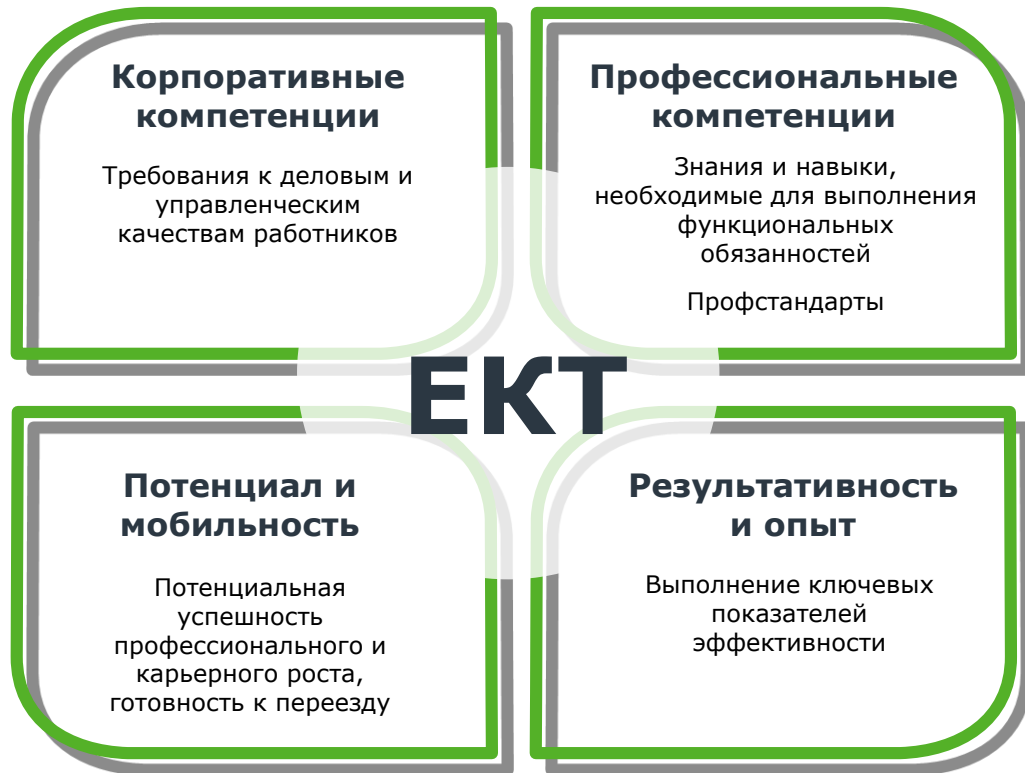 Корпоративные
компетенции
Требования к деловым и
управленческим
качествам работников
Профессиональные
компетенции
Знания и навыки,
необходимые для выполнения
функциональных
обязанностей
Профстандарты
ЕКТ
Потенциал и
мобильность
Потенциальная
успешность
профессионального и
карьерного роста,
готовность к переезду
Результативность
и опыт
Выполнение ключевых
показателей
эффективности